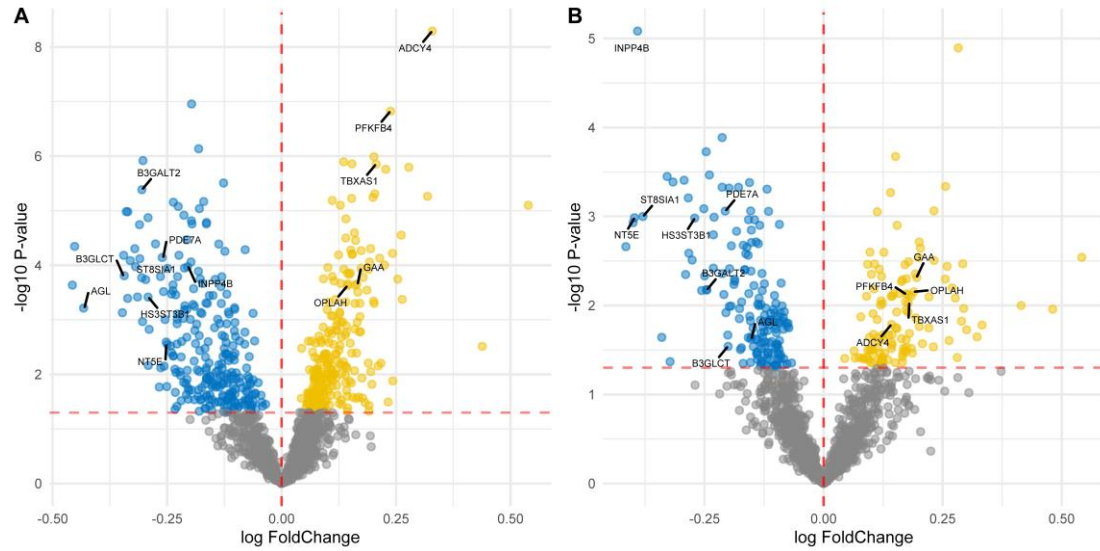 A
8
6
4
2
0
-0.50
-0.25
0.00
0.25
0.50
-log10 P-value
log FoldChange
ADCY4
PFKFB4
TBXAS1
B3GALT2
PDE7A
B3GLCT
ST8SIA1
GAA
INPP4B
AGL
OPLAH
HS3ST3B1
NT5E
B
5
4
3
2
1
0
-0.50
-0.25
0.00
0.25
0.50
-log10 P-value
log FoldChange
INPP4B
ST8SIA1
PDE7A
NT5E
HS3ST3B1
GAA
B3GALT2
PFKFB4
OPLAH
AGL
TBXAS1
ADCY4
B3GLCT